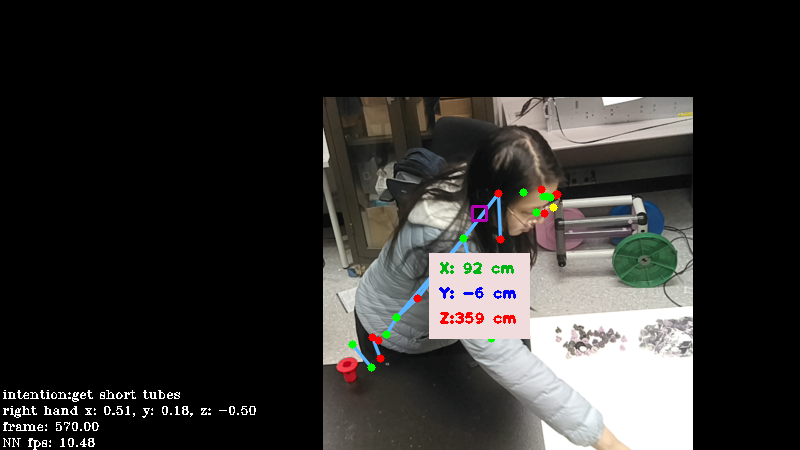 X: 92 cm
Y: -6 cm
Z:359 cm
intention:get short tubes
right hand x: 0.51, y: 0.18, z: -0.50
frame: 570.00
NN fps: 10.48